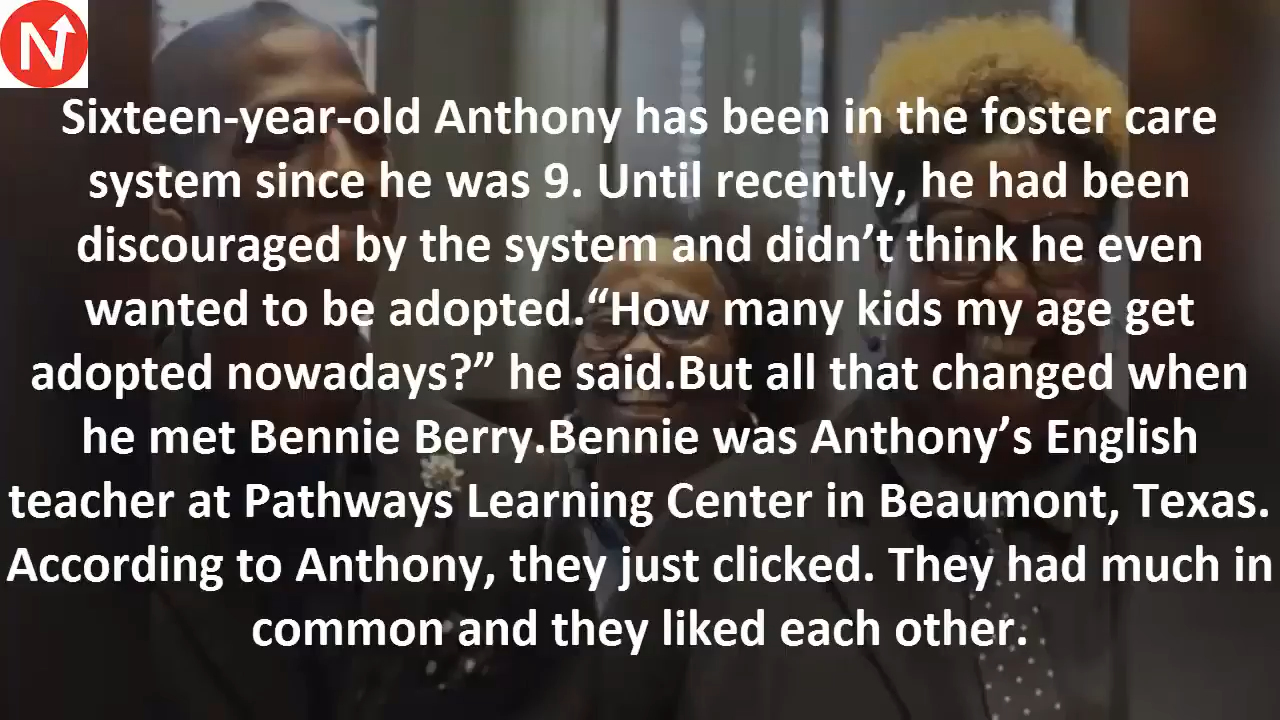 N
Sixteen-year-old Anthony has been in the foster care
system since he was 9. Until recently, he had been
discouraged by the system and didn’t think he even
wanted to be adopted.“How many kids my age get
adopted nowadays?” he said.But all that changed when
he met Bennie Berry.Bennie was Anthony’s English
teacher at Pathways Learning Center in Beaumont, Texas.
According to Anthony, they just clicked. They had much in
common and they liked each other.